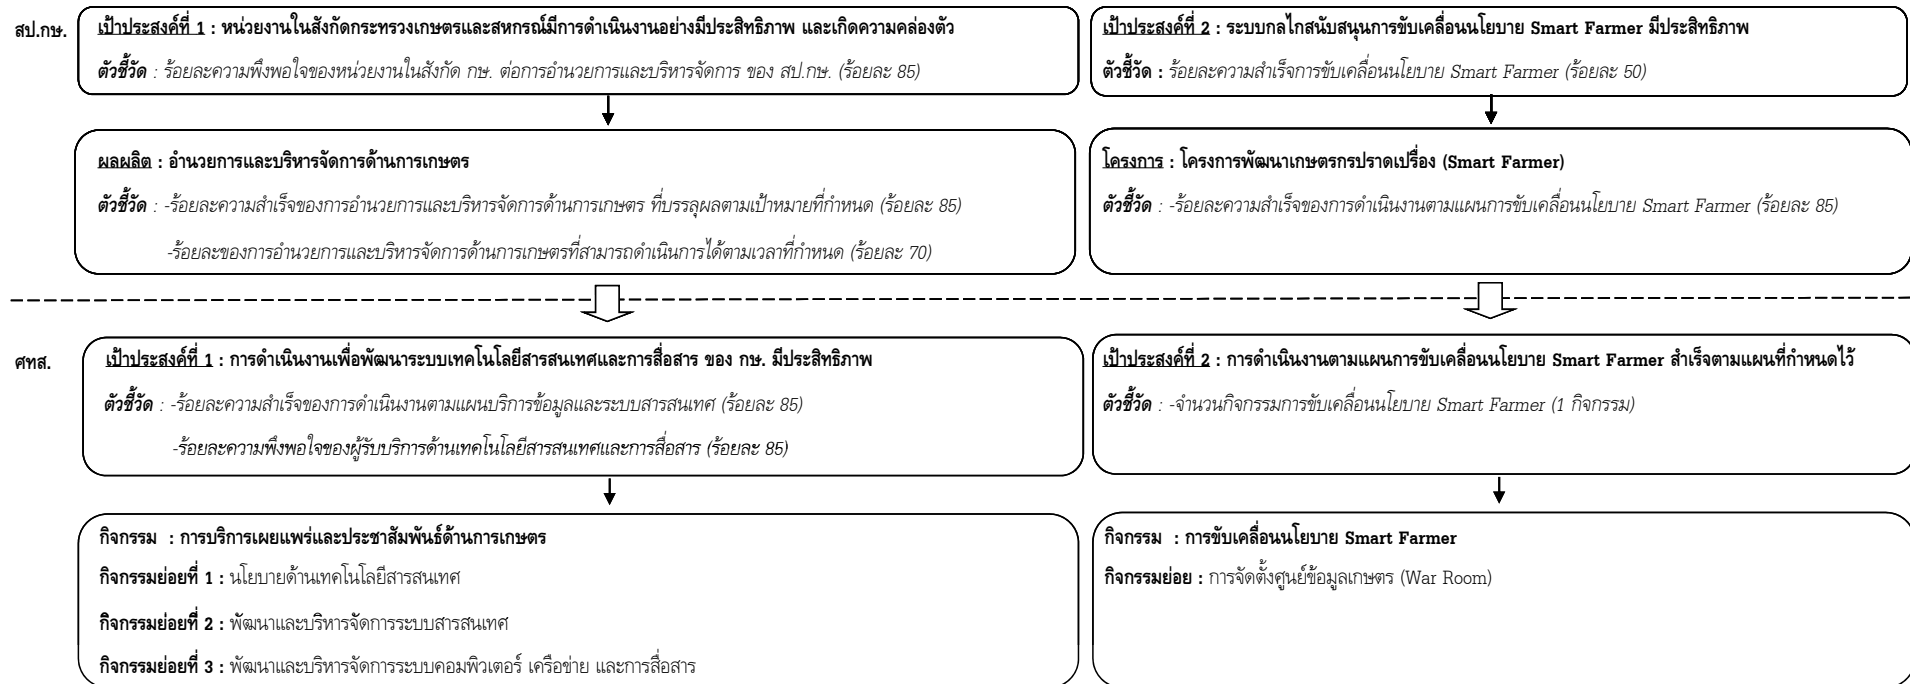 สป.กษ.
เป้าประสงค์ที่ 1 : หน่วยงานในสังกัดกระทรวงเกษตรและสหกรณ์มีการดำเนินงานอย่างมีประสิทธิภาพ และเกิดความคล่องตัว
ตัวชี้วัด : ร้อยละความพึงพอใจของหน่วยงานในสังกัด กษ. ต่อการอำนวยการและบริหารจัดการ ของ สป.กษ. (ร้อยละ 85)
เป้าประสงค์ที่ 2 : ระบบกลไกสนับสนุนการขับเคลื่อนนโยบาย Smart Farmer มีประสิทธิภาพ
ตัวชี้วัด : ร้อยละความสำเร็จการขับเคลื่อนนโยบาย Smart Farmer (ร้อยละ 50)
ผลผลิต : อำนวยการและบริหารจัดการด้านการเกษตร
ตัวชี้วัด : -ร้อยละความสำเร็จของการอำนวยการและบริหารจัดการด้านการเกษตร ที่บรรลุผลตามเป้าหมายที่กำหนด (ร้อยละ 85)
-ร้อยละของการอำนวยการและบริหารจัดการด้านการเกษตรที่สามารถดำเนินการได้ตามเวลาที่กำหนด (ร้อยละ 70)
โครงการ : โครงการพัฒนาเกษตรกรปราดเปรื่อง (Smart Farmer)
ตัวชี้วัด : -ร้อยละความสำเร็จของการดำเนินงานตามแผนการขับเคลื่อนนโยบาย Smart Farmer (ร้อยละ 85)
ศทส.
เป้าประสงค์ที่ 1 : การดำเนินงานเพื่อพัฒนาระบบเทคโนโลยีสารสนเทศและการสื่อสาร ของ กษ. มีประสิทธิภาพ
ตัวชี้วัด : -ร้อยละความสำเร็จของการดำเนินงานตามแผนบริการข้อมูลและระบบสารสนเทศ (ร้อยละ 85)
-ร้อยละความพึงพอใจของผู้รับบริการด้านเทคโนโลยีสารสนเทศและการสื่อสาร (ร้อยละ 85)
เป้าประสงค์ที่ 2 : การดำเนินงานตามแผนการขับเคลื่อนนโยบาย Smart Farmer สำเร็จตามแผนที่กำหนดไว้
ตัวชี้วัด : -จำนวนกิจกรรมการขับเคลื่อนนโยบาย Smart Farmer (1 กิจกรรม)
กิจกรรม : การบริการเผยแพร่และประชาสัมพันธ์ด้านการเกษตร
กิจกรรมย่อยที่ 1 : นโยบายด้านเทคโนโลยีสารสนเทศ
กิจกรรมย่อยที่ 2 : พัฒนาและบริหารจัดการระบบสารสนเทศ
กิจกรรมย่อยที่ 3 : พัฒนาและบริหารจัดการระบบคอมพิวเตอร์ เครือข่าย และการสื่อสาร
กิจกรรม : การขับเคลื่อนนโยบาย Smart Farmer
กิจกรรมย่อย : การจัดตั้งศูนย์ข้อมูลเกษตร (War Room)